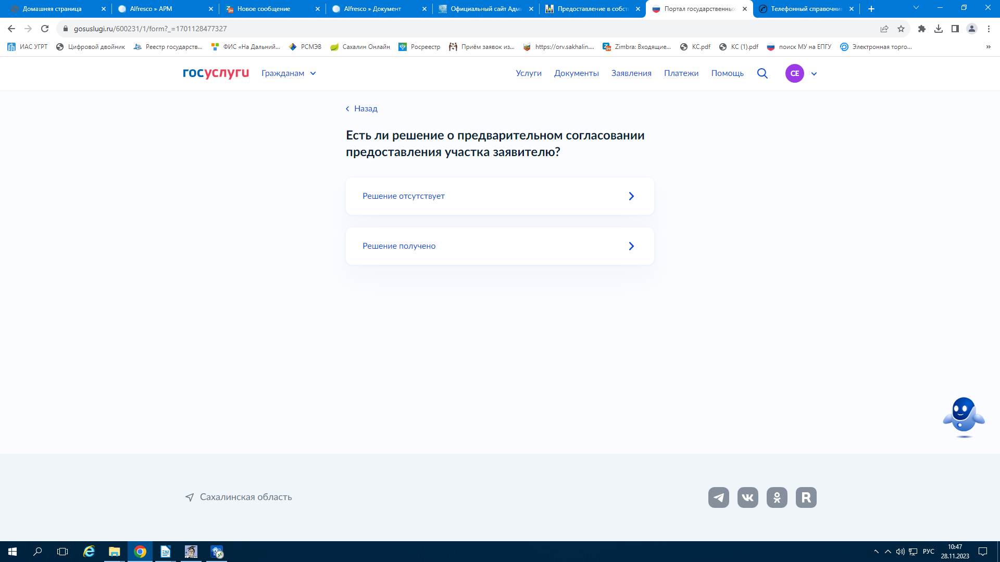 Домашняя страница
Alfresco » АРМ
Новое сообщение
Alfresco » Документ
Официальный сайт Адми
Предоставление в собст
Портал государственных
Телефонный справочник
gosuslugi.ru/600231/1/form?_=1701128477327
ИАС УГРТ
Цифровой двойник
Реестр государств...
ФИС «На Дальний...
РСМЭВ
Сахалин Онлайн
Росреестр
Приём заявок из...
https://orv.sakhalin....
Zimbra: Входящие...
КС.pdf
КС (1).pdf
поиск МУ на ЕПГУ
Электронная торго...
госуслуги
Гражданам
Услуги
Документы
Заявления
Платежи
Помощь
СЕ
Назад
Есть ли решение о предварительном согласовании
предоставления участка заявителю?
Решение отсутствует
Решение получено
Сахалинская область
РУС
10:47
28.11.2023